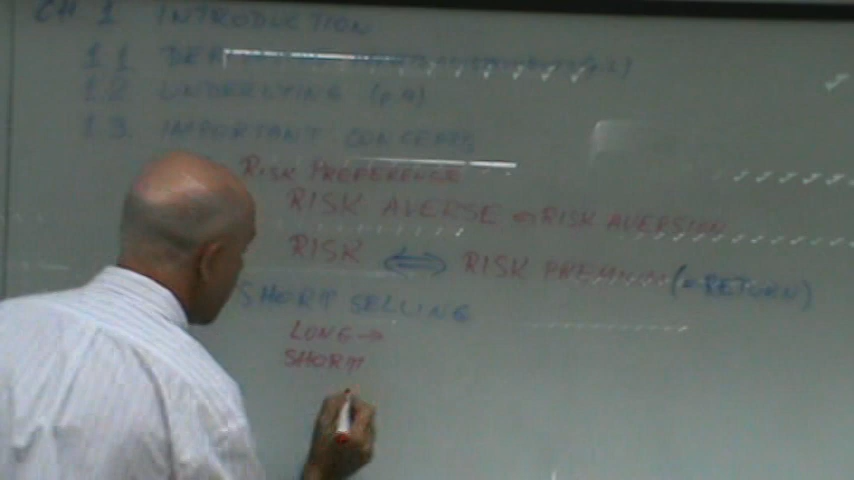 CH 1 INTRODUCTION
1.1
1.2 UNDERLYING (p.4)
1.3 IMPORTANT CONCEPTS
RISK PREFERENCE
RISK AVERSE = RISK AVERSION
RISK ⇔ RISK PREMIUM (=RETURN)
SHORT SELLING
LONG →
SHORT